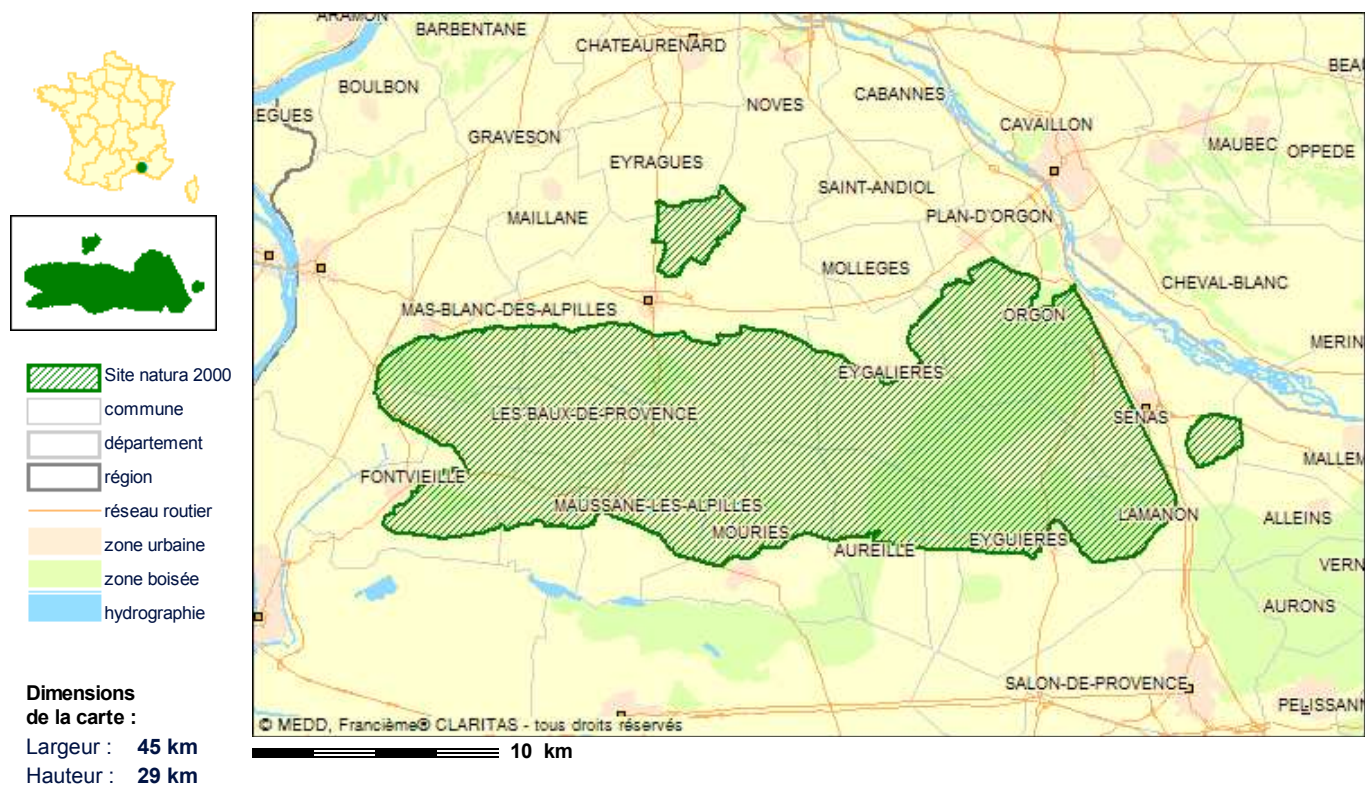 Site natura 2000
commune
département
région
réseau routier
zone urbaine
zone boisée
hydrographie
Dimensions
de la carte :
Largeur : 45 km
Hauteur : 29 km
ARAMON
BARBENTANE
CHATEAURENARD
BEAU
BOULBON
CABANNES
NOVES
LEGUES
GRAVESON
CAVAILLON
MAUBEC
OPPEDE
EYRAGUES
SAINT-ANDIOL
MAILLANE
PLAN-D'ORGON
MOLLEGES
CHEVAL-BLANC
MAS-BLANC-DES-ALPILLES
ORGON
MERIN
EYGALIERES
LES-BAUX-DE-PROVENCE
SENAS
MALLEM
FONTVIEILLE
MAUSSANE-LES-ALPILLES
LAMANON
ALLEINS
MOURIES
EYGUIERES
AUREILLE
VERN
AURONS
SALON-DE-PROVENCE
PELISSANN
© MEDD, Francième® CLARITAS - tous droits réservés
10 km